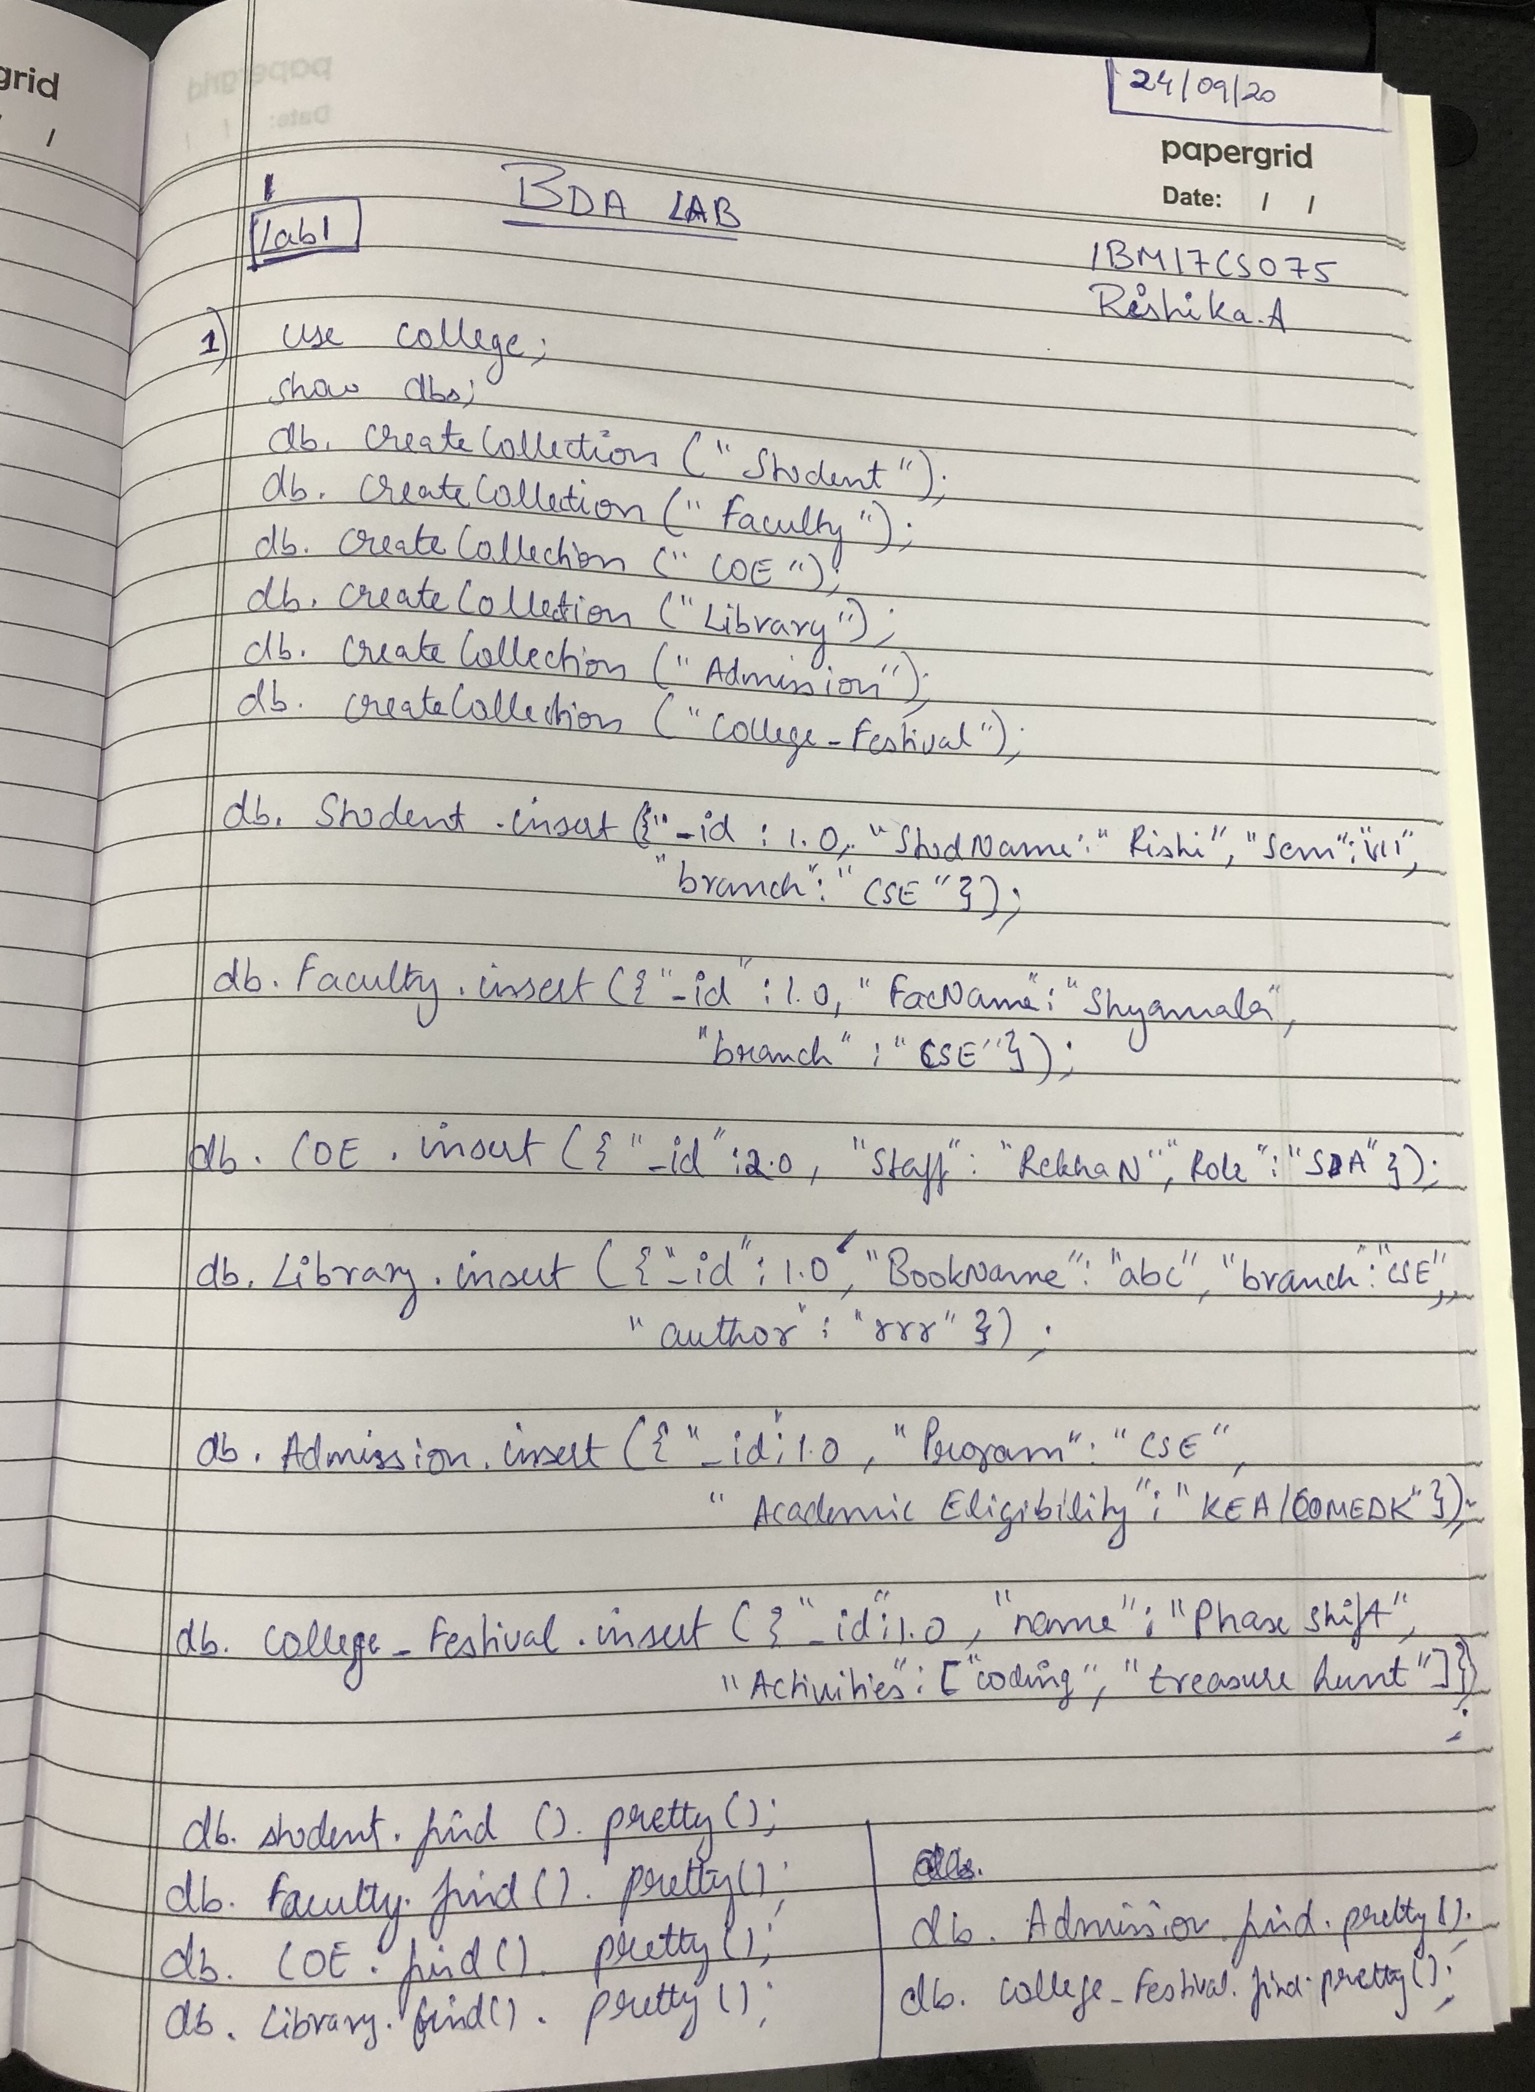 grid
/
24/09/20
papergrid
Date: / /
BDA LAB
Lab1
1BM17CS075
Rishika.A
1) use college;
show dbs;
db. createCollection ("Student");
db. createCollection ("Faculty");
db. createCollection ("COE");
db. createCollection ("Library");
db. createCollection ("Admission");
db. createCollection ("College_Festival");
db. Student .insert ({"_id : 1.0, "StudName": "Rishi", "Sem": "VII",
"branch": "CSE"});
db. Faculty. insert ({"_id" : 1.0, "FacName": "Shyamala",
"branch" : "CSE"});
db. COE . insert ({ "_id" :2.0, "Staff": "Rekha N", Role": "SDA"});
db. Library. insert ({"_id": 1.0, "BookName": "abc", "branch": "CSE",
"author": "rrr" });
db. Admission. insert ({ "_id":1.0, "Program": "CSE",
"Academic Eligibility": "KEA/COMEDK"});
db. College_Festival .insert ({"_id":1.0, "name": "Phase Shift",
"Activities": ["coding", "treasure hunt"]})
;
db. student. find (). pretty();
db. Faculty. find(). pretty();
db. COE . find(). pretty();
db. Library. find(). pretty();
db. Admission. find. pretty();
db. College_Festival. find. pretty();